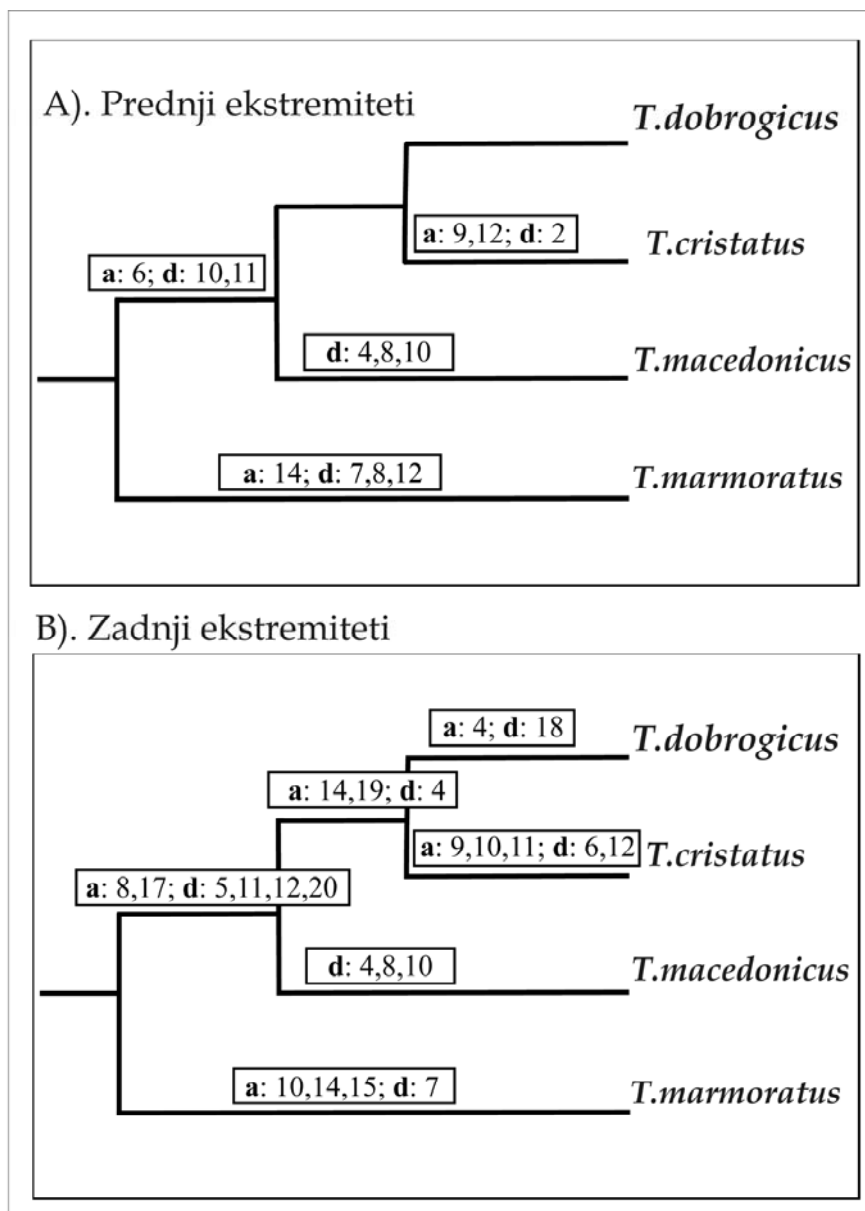 A). Prednji ekstremiteti
T.dobrogicus
a: 9,12; d: 2
T.cristatus
a: 6; d: 10,11
d: 4,8,10
T.macedonicus
a: 14; d: 7,8,12
T.marmoratus
B). Zadnji ekstremiteti
a: 4; d: 18
T.dobrogicus
a: 14,19; d: 4
a: 9,10,11; d: 6,12
T.cristatus
a: 8,17; d: 5,11,12,20
d: 4,8,10
T.macedonicus
a: 10,14,15; d: 7
T.marmoratus